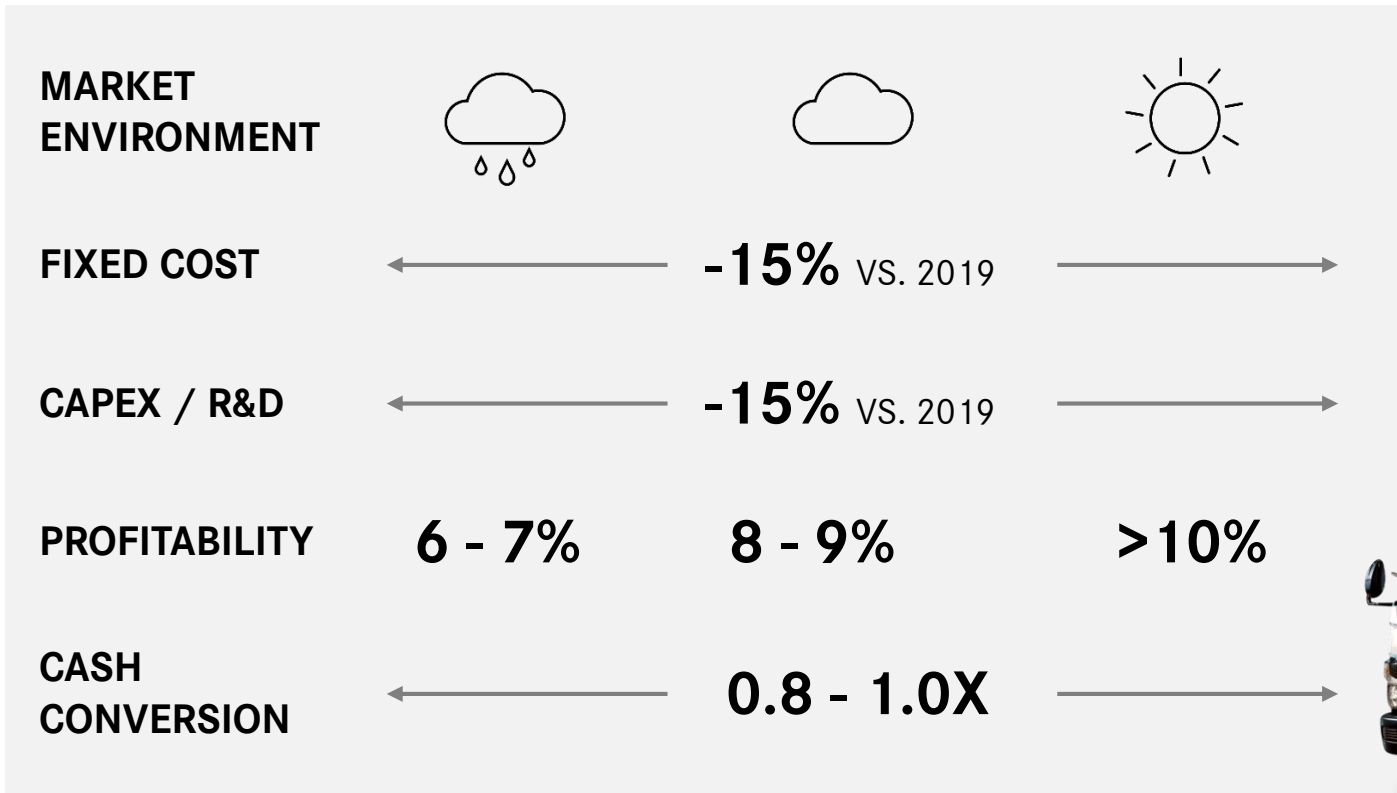 MARKET
ENVIRONMENT
FIXED COST
-15% VS. 2019
CAPEX / R&D
-15% VS. 2019
PROFITABILITY
6 - 7%
8 - 9%
>10%
CASH
CONVERSION
0.8 - 1.0X